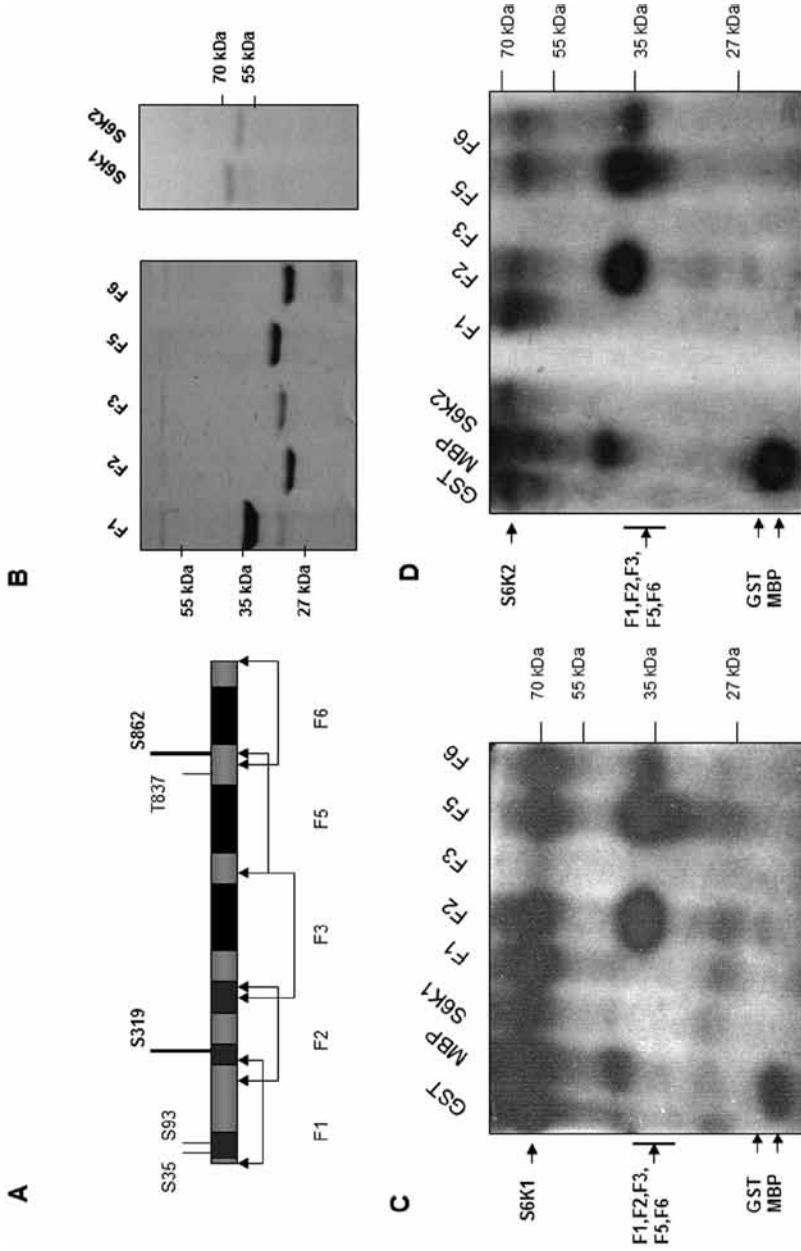 A
S35
S93
S319
T837
S862
F1
F2
F3
F5
F6
B
F1
F2
F3
F5
F6
55 kDa
35 kDa
27 kDa
S6K1
S6K2
70 kDa
55 kDa
C
GST
MBP
S6K1
F1
F2
F3
F5
F6
S6K1
F1,F2,F3,
F5,F6
GST
MBP
70 kDa
55 kDa
35 kDa
27 kDa
D
GST
MBP
S6K2
F1
F2
F3
F5
F6
S6K2
F1,F2,F3,
F5,F6
GST
MBP
70 kDa
55 kDa
35 kDa
27 kDa